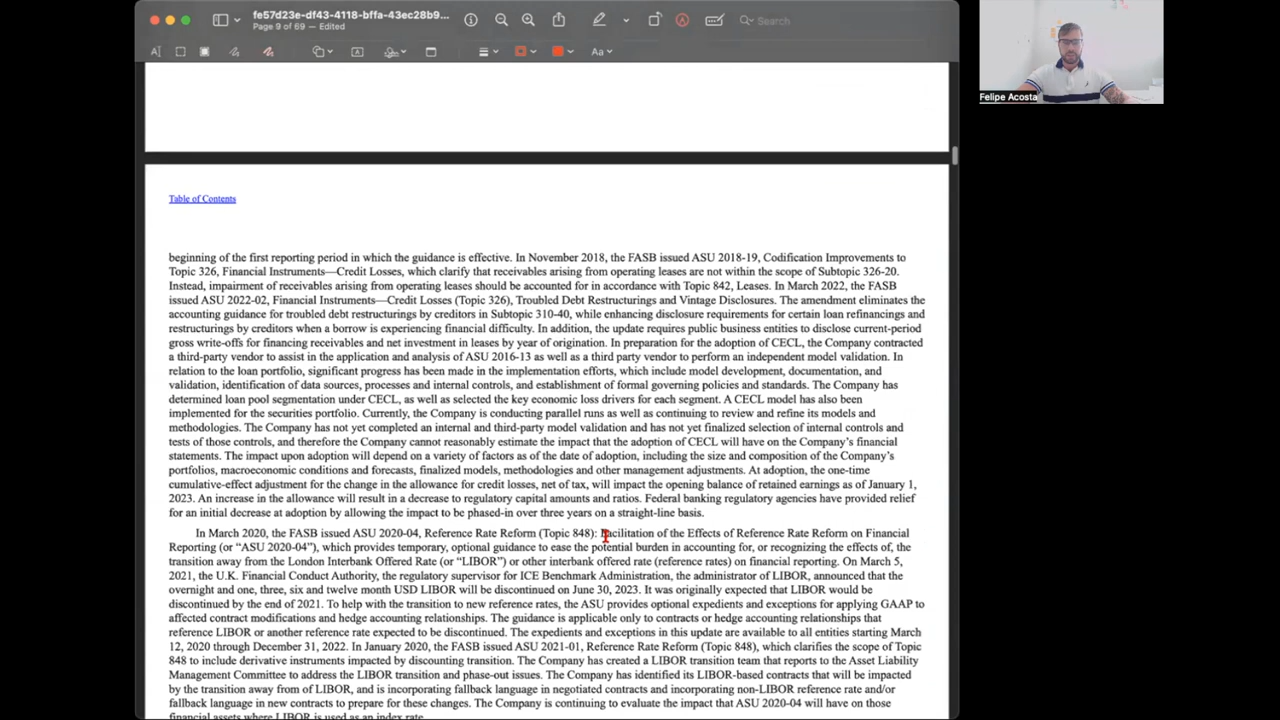 fe57d23e-df43-4118-bffa-43ec28b9...
Page 9 of 69 — Edited
Search
Aa
Felipe Acosta
Table of Contents
beginning of the first reporting period in which the guidance is effective. In November 2018, the FASB issued ASU 2018-19, Codification Improvements to
Topic 326, Financial Instruments—Credit Losses, which clarify that receivables arising from operating leases are not within the scope of Subtopic 326-20.
Instead, impairment of receivables arising from operating leases should be accounted for in accordance with Topic 842, Leases. In March 2022, the FASB
issued ASU 2022-02, Financial Instruments—Credit Losses (Topic 326), Troubled Debt Restructurings and Vintage Disclosures. The amendment eliminates the
accounting guidance for troubled debt restructurings by creditors in Subtopic 310-40, while enhancing disclosure requirements for certain loan refinancings and
restructurings by creditors when a borrow is experiencing financial difficulty. In addition, the update requires public business entities to disclose current-period
gross write-offs for financing receivables and net investment in leases by year of origination. In preparation for the adoption of CECL, the Company contracted
a third-party vendor to assist in the application and analysis of ASU 2016-13 as well as a third party vendor to perform an independent model validation. In
relation to the loan portfolio, significant progress has been made in the implementation efforts, which include model development, documentation, and
validation, identification of data sources, processes and internal controls, and establishment of formal governing policies and standards. The Company has
determined loan pool segmentation under CECL, as well as selected the key economic loss drivers for each segment. A CECL model has also been
implemented for the securities portfolio. Currently, the Company is conducting parallel runs as well as continuing to review and refine its models and
methodologies. The Company has not yet completed an internal and third-party model validation and has not yet finalized selection of internal controls and
tests of those controls, and therefore the Company cannot reasonably estimate the impact that the adoption of CECL will have on the Company's financial
statements. The impact upon adoption will depend on a variety of factors as of the date of adoption, including the size and composition of the Company's
portfolios, macroeconomic conditions and forecasts, finalized models, methodologies and other management adjustments. At adoption, the one-time
cumulative-effect adjustment for the change in the allowance for credit losses, net of tax, will impact the opening balance of retained earnings as of January 1,
2023. An increase in the allowance will result in a decrease to regulatory capital amounts and ratios. Federal banking regulatory agencies have provided relief
for an initial decrease at adoption by allowing the impact to be phased-in over three years on a straight-line basis.
In March 2020, the FASB issued ASU 2020-04, Reference Rate Reform (Topic 848): Facilitation of the Effects of Reference Rate Reform on Financial
Reporting (or “ASU 2020-04”), which provides temporary, optional guidance to ease the potential burden in accounting for, or recognizing the effects of, the
transition away from the London Interbank Offered Rate (or “LIBOR”) or other interbank offered rate (reference rates) on financial reporting. On March 5,
2021, the U.K. Financial Conduct Authority, the regulatory supervisor for ICE Benchmark Administration, the administrator of LIBOR, announced that the
overnight and one, three, six and twelve month USD LIBOR will be discontinued on June 30, 2023. It was originally expected that LIBOR would be
discontinued by the end of 2021. To help with the transition to new reference rates, the ASU provides optional expedients and exceptions for applying GAAP to
affected contract modifications and hedge accounting relationships. The guidance is applicable only to contracts or hedge accounting relationships that
reference LIBOR or another reference rate expected to be discontinued. The expedients and exceptions in this update are available to all entities starting March
12, 2020 through December 31, 2022. In January 2020, the FASB issued ASU 2021-01, Reference Rate Reform (Topic 848), which clarifies the scope of Topic
848 to include derivative instruments impacted by discounting transition. The Company has created a LIBOR transition team that reports to the Asset Liability
Management Committee to address the LIBOR transition and phase-out issues. The Company has identified its LIBOR-based contracts that will be impacted
by the transition away from of LIBOR, and is incorporating fallback language in negotiated contracts and incorporating non-LIBOR reference rate and/or
fallback language in new contracts to prepare for these changes. The Company is continuing to evaluate the impact that ASU 2020-04 will have on those
financial assets where LIBOR is used as an index rate.